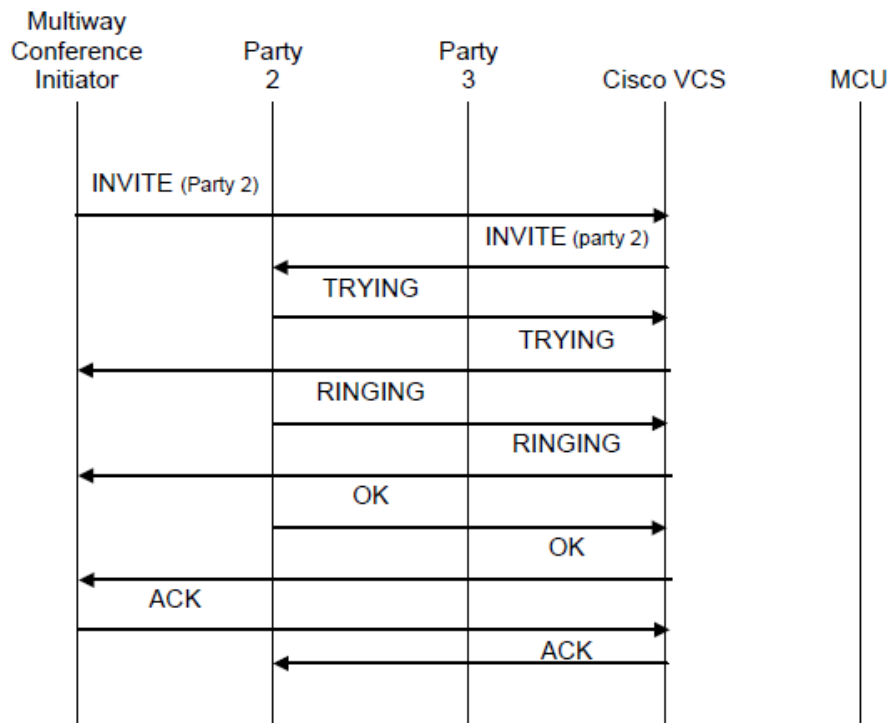 Multiway
Conference
Initiator
Party
2
Party
3
Cisco VCS
MCU
INVITE (Party 2)
INVITE (party 2)
TRYING
TRYING
RINGING
RINGING
OK
OK
ACK
ACK